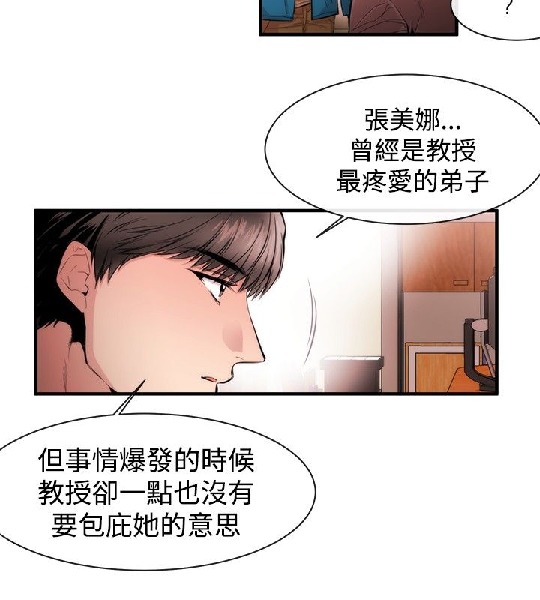 ?
張美娜...
曾經是教授
最疼愛的弟子
但事情爆發的時候
教授卻一點也沒有
要包庇她的意思